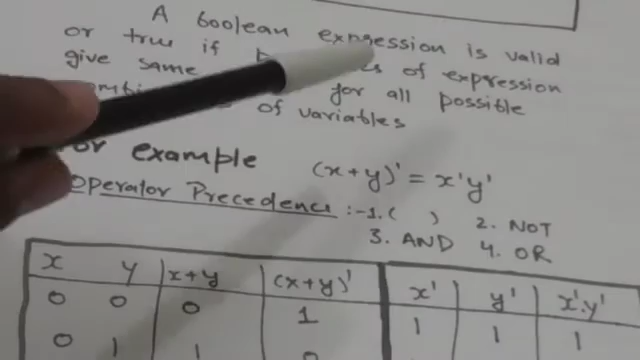 A boolean expression is valid
or true if of expression
give same for all possible
of variables
For example (x+y)' = x'y'
Operator Precedence :- 1. ( ) 2. NOT
3. AND 4. OR
x y x+y (x+y)' x' y' x'.y'
0 0 0 1 1 1 1
0 1 1